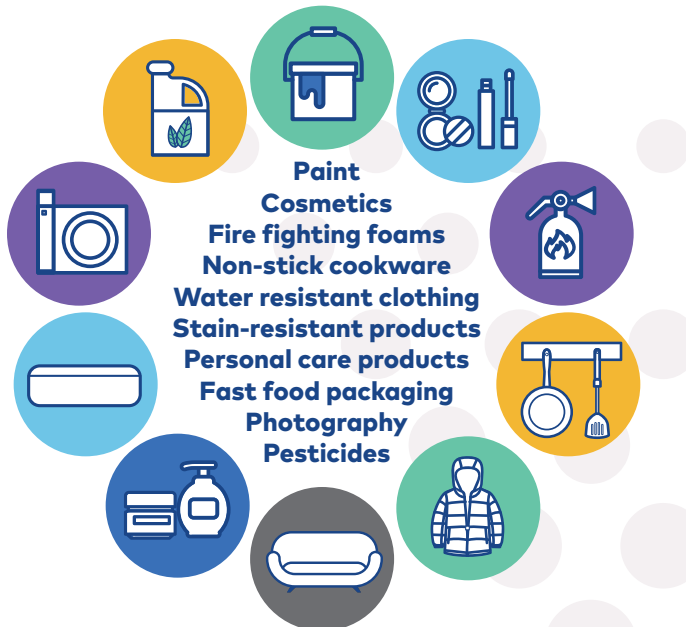 Paint
Cosmetics
Fire fighting foams
Non-stick cookware
Water resistant clothing
Stain-resistant products
Personal care products
Fast food packaging
Photography
Pesticides